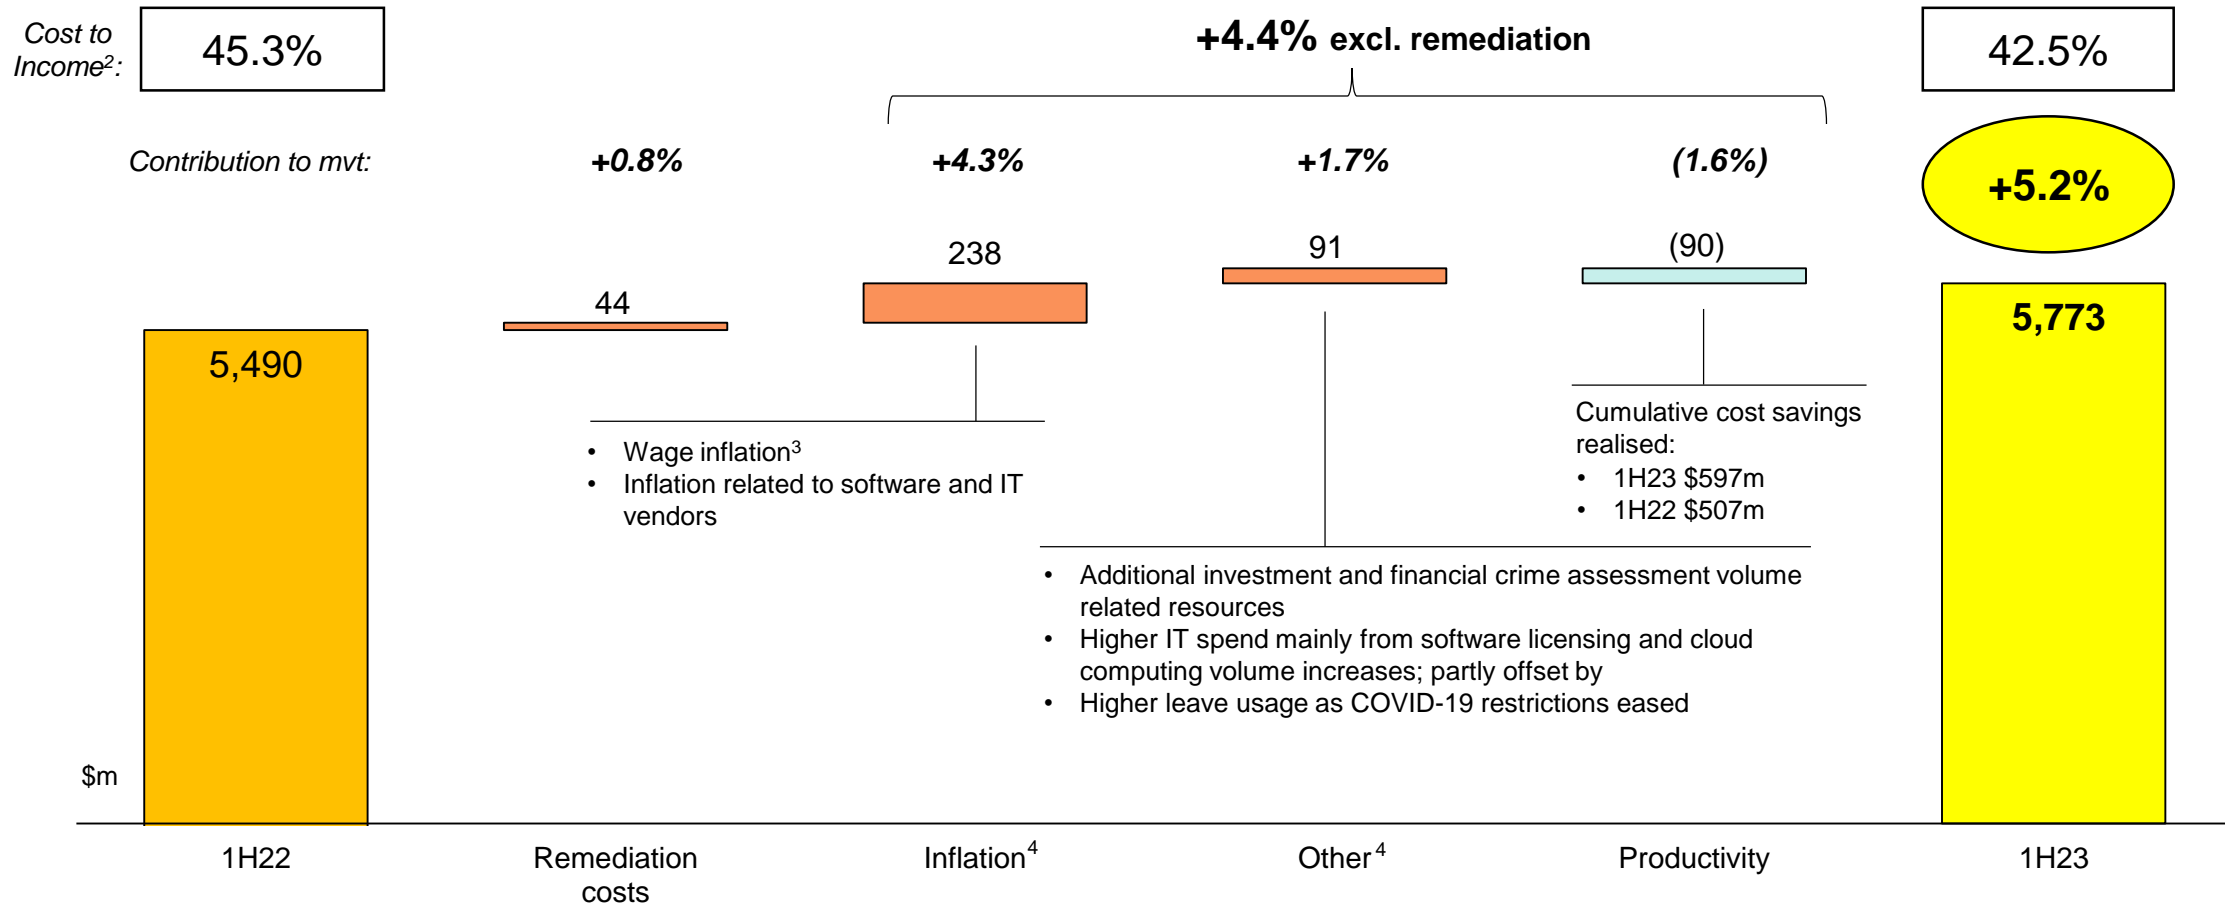 Cost to
Income²:
45.3%
+4.4% excl. remediation
42.5%
Contribution to mvt:
+0.8%
+4.3%
+1.7%
(1.6%)
+5.2%
44
238
91
(90)
5,490
5,773
• Wage inflation³
• Inflation related to software and IT
vendors
Cumulative cost savings
realised:
• 1H23 $597m
• 1H22 $507m
• Additional investment and financial crime assessment volume
related resources
• Higher IT spend mainly from software licensing and cloud
computing volume increases; partly offset by
• Higher leave usage as COVID-19 restrictions eased
$m
1H22
Remediation
costs
Inflation⁴
Other⁴
Productivity
1H23